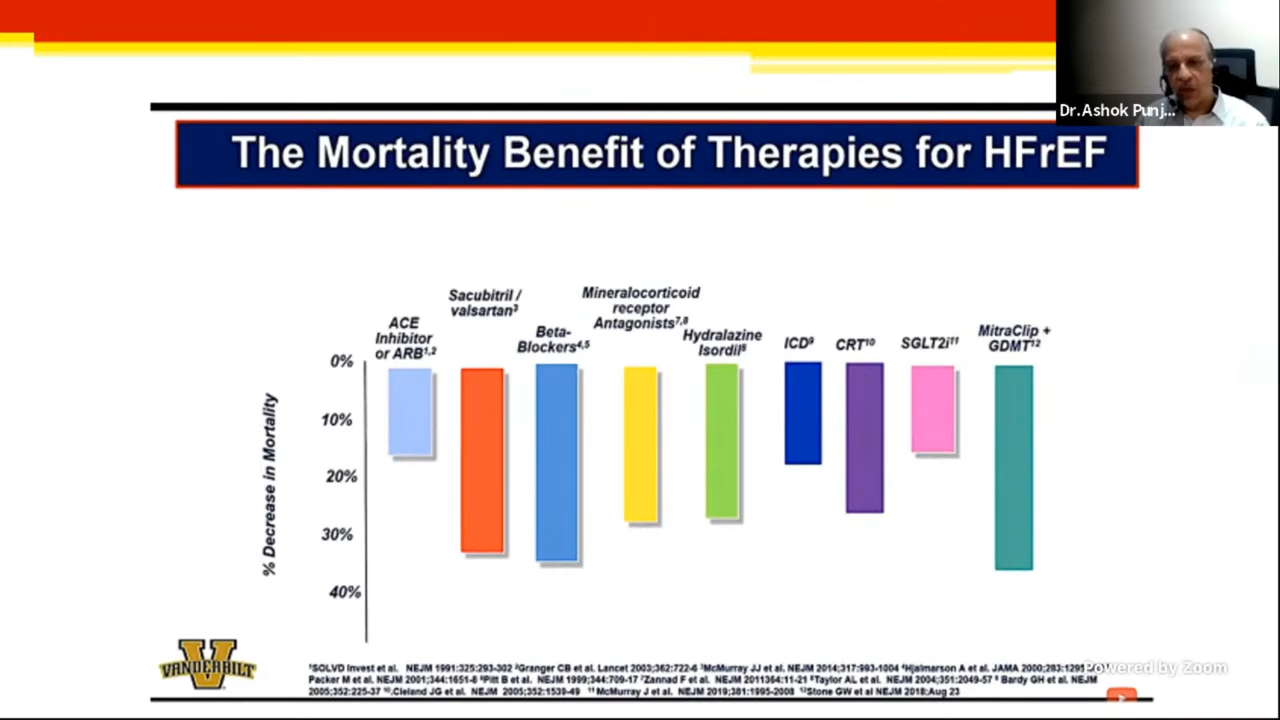 Dr.Ashok Punj...
The Mortality Benefit of Therapies for HFrEF
ACE
Inhibitor
or ARB1,2
Sacubitril /
valsartan3
Beta-
Blockers4,5
Mineralocorticoid
receptor
Antagonists7,8
Hydralazine
Isordil8
ICD9
CRT10
SGLT2i11
MitraClip +
GDMT12
0%
10%
20%
30%
40%
% Decrease in Mortality
VANDERBILT
V
1SOLVD Invest et al. NEJM 1991:325:293-302 2Granger CB et al. Lancet 2003;362:722-6 3McMurray JJ et al. NEJM 2014;317:993-1004 4Hjalmarson A et al. JAMA 2000;283:1295
Packer M et al. NEJM 2001;344:1651-8 6Pitt B et al. NEJM 1999;344:709-17 7Zannad F et al. NEJM 2011364:11-21 8Taylor AL et al. NEJM 2004;351:2049-57 9 Bardy GH et al. NEJM
2005;352:225-37 10.Cleland JG et al. NEJM 2005;352:1539-49 11 McMurray J et al. NEJM 2019;381:1995-2008 12Stone GW et al NEJM 2018;Aug 23
Powered by Zoom